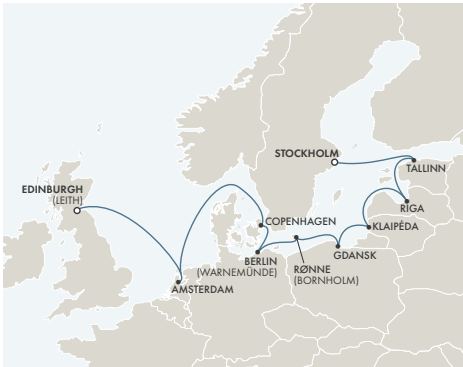 STOCKHOLM
TALLINN
EDINBURGH
(LEITH)
RIGA
COPENHAGEN
KLAIPĖDA
BERLIN
(WARNEMÜNDE)
GDANSK
RØNNE
(BORNHOLM)
AMSTERDAM